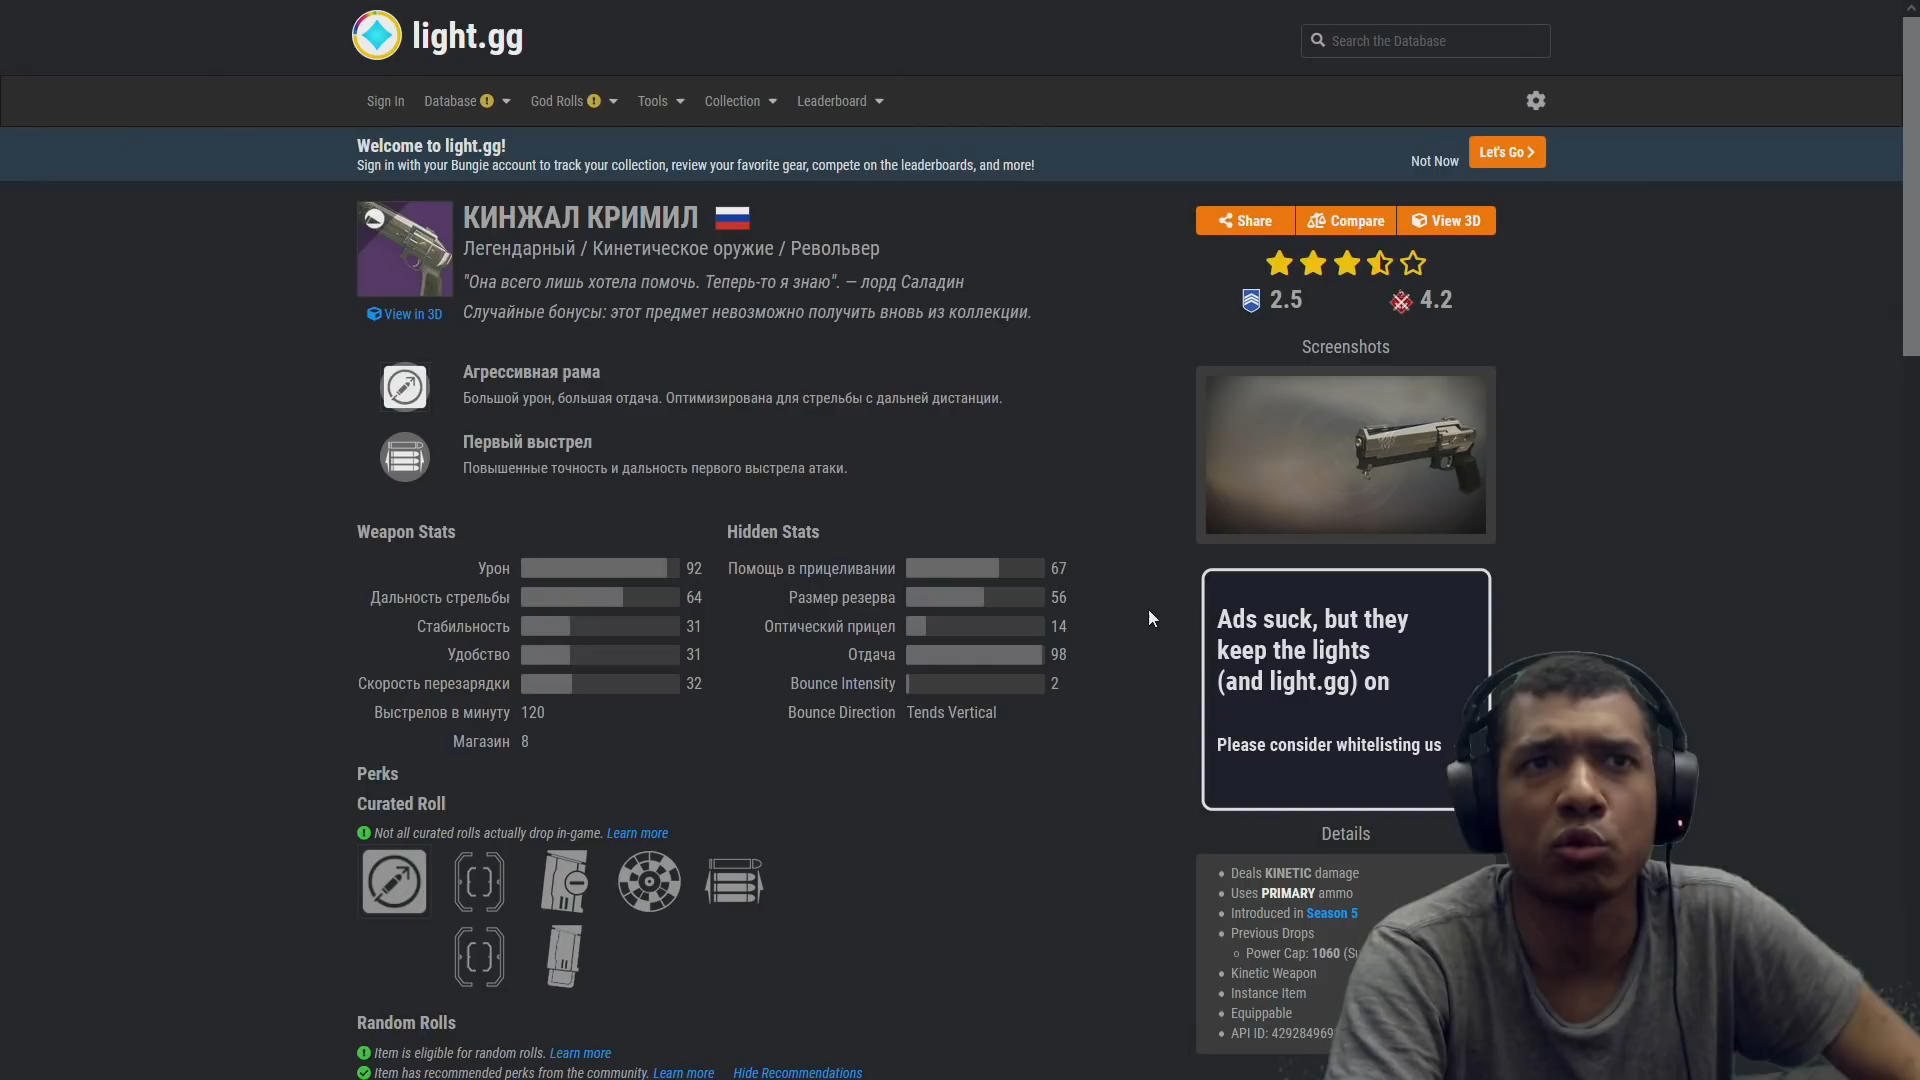 light.gg
Search the Database
Sign In Database God Rolls Tools Collection Leaderboard
Welcome to light.gg!
Sign in with your Bungie account to track your collection, review your favorite gear, compete on the leaderboards, and more!
Not Now Let's Go
КИНЖАЛ КРИМИЛ
Легендарный / Кинетическое оружие / Револьвер
"Она всего лишь хотела помочь. Теперь-то я знаю". — лорд Саладин
View in 3D
Случайные бонусы: этот предмет невозможно получить вновь из коллекции.
Агрессивная рама
Большой урон, большая отдача. Оптимизирована для стрельбы с дальней дистанции.
Первый выстрел
Повышенные точность и дальность первого выстрела атаки.
Weapon Stats
Урон 92
Дальность стрельбы 64
Стабильность 31
Удобство 31
Скорость перезарядки 32
Выстрелов в минуту 120
Магазин 8
Hidden Stats
Помощь в прицеливании 67
Размер резерва 56
Оптический прицел 14
Отдача 98
Bounce Intensity 2
Bounce Direction Tends Vertical
Perks
Curated Roll
Not all curated rolls actually drop in-game. Learn more
Random Rolls
Item is eligible for random rolls. Learn more
Item has recommended perks from the community. Learn more Hide Recommendations
Share Compare View 3D
2.5 4.2
Screenshots
Ads suck, but they
keep the lights
(and light.gg) on
Please consider whitelisting us
Details
Deals KINETIC damage
Uses PRIMARY ammo
Introduced in Season 5
Previous Drops
Power Cap: 1060
Kinetic Weapon
Instance Item
Equippable
API ID: 429284969